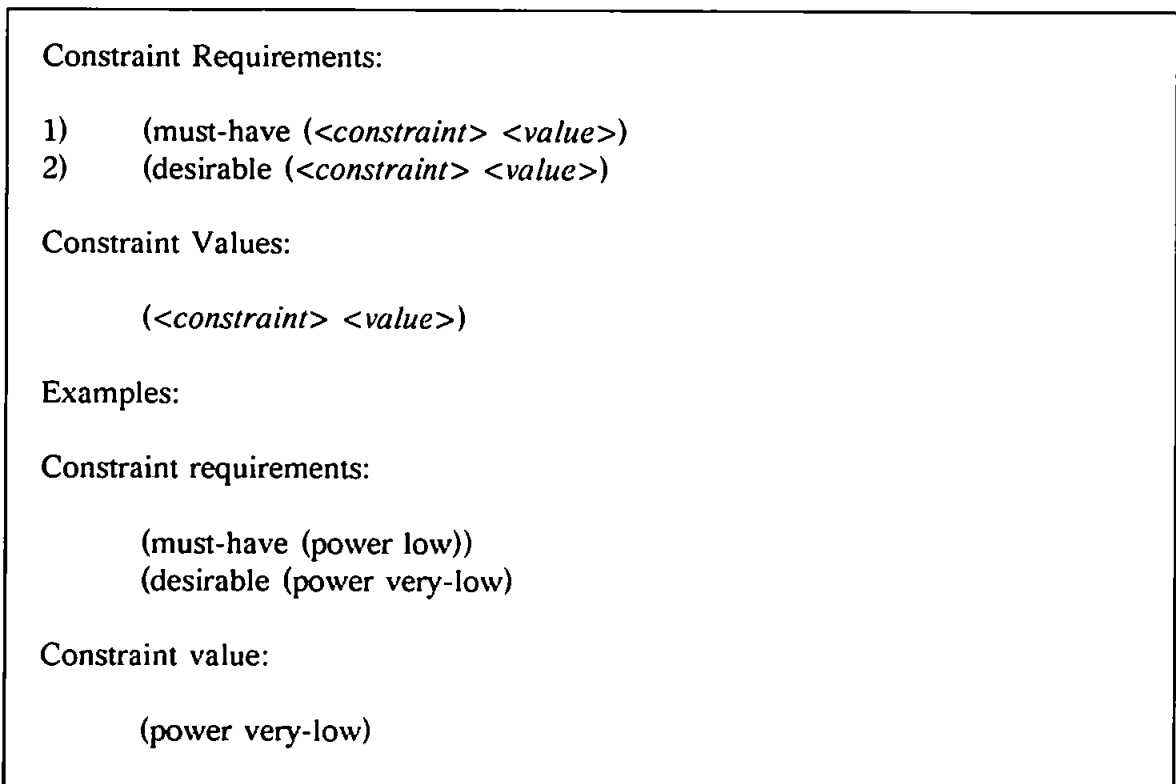 Constraint Requirements:
1) (must-have (<constraint> <value>)
2) (desirable (<constraint> <value>)
Constraint Values:
(<constraint> <value>)
Examples:
Constraint requirements:
(must-have (power low))
(desirable (power very-low)
Constraint value:
(power very-low)